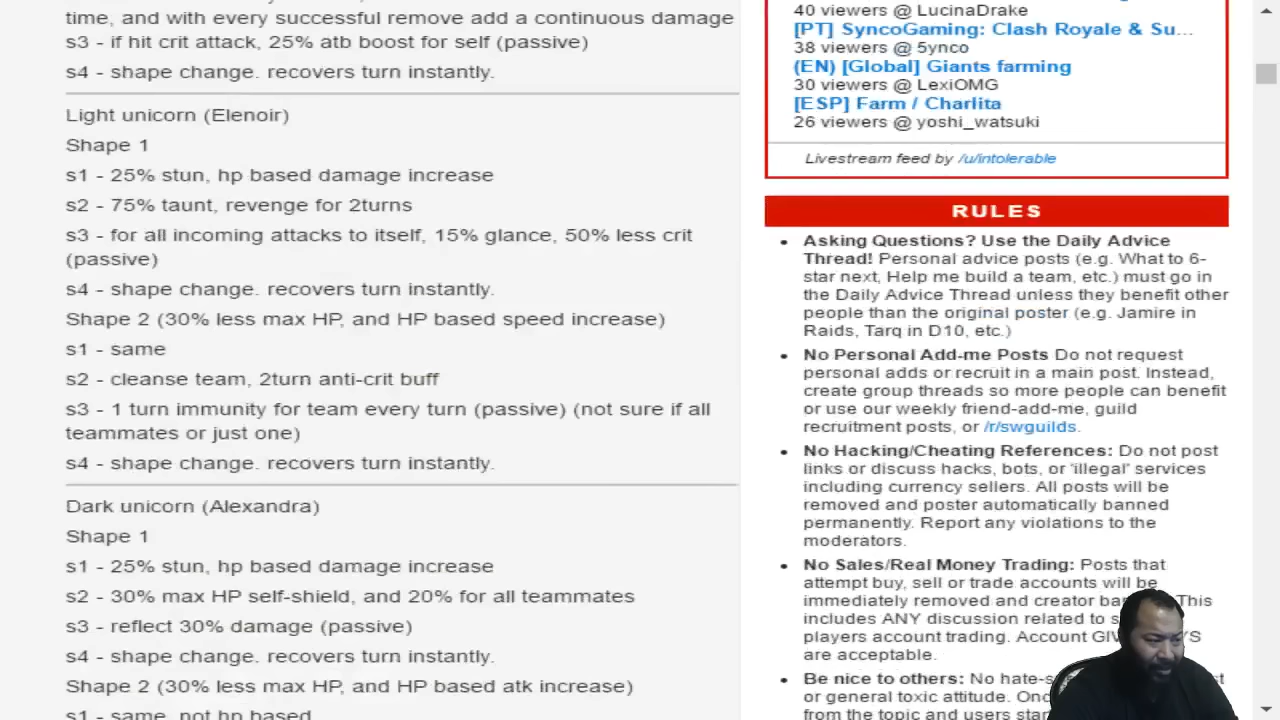 time, and with every successful remove add a continuous damage
s3 - if hit crit attack, 25% atb boost for self (passive)
s4 - shape change. recovers turn instantly.
Light unicorn (Elenoir)
Shape 1
s1 - 25% stun, hp based damage increase
s2 - 75% taunt, revenge for 2turns
s3 - for all incoming attacks to itself, 15% glance, 50% less crit
(passive)
s4 - shape change. recovers turn instantly.
Shape 2 (30% less max HP, and HP based speed increase)
s1 - same
s2 - cleanse team, 2turn anti-crit buff
s3 - 1 turn immunity for team every turn (passive) (not sure if all
teammates or just one)
s4 - shape change. recovers turn instantly.
Dark unicorn (Alexandra)
Shape 1
s1 - 25% stun, hp based damage increase
s2 - 30% max HP self-shield, and 20% for all teammates
s3 - reflect 30% damage (passive)
s4 - shape change. recovers turn instantly.
Shape 2 (30% less max HP, and HP based atk increase)
s1 - same, not hp based
40 viewers @ LucinaDrake
[PT] SyncoGaming: Clash Royale & Su...
38 viewers @ 5ynco
(EN) [Global] Giants farming
30 viewers @ LexiOMG
[ESP] Farm / Charlita
26 viewers @ yoshi_watsuki
Livestream feed by /u/intolerable
RULES
Asking Questions? Use the Daily Advice
Thread! Personal advice posts (e.g. What to 6-
star next, Help me build a team, etc.) must go in
the Daily Advice Thread unless they benefit other
people than the original poster (e.g. Jamire in
Raids, Tarq in D10, etc.)
No Personal Add-me Posts Do not request
personal adds or recruit in a main post. Instead,
create group threads so more people can benefit
or use our weekly friend-add-me, guild
recruitment posts, or /r/swguilds.
No Hacking/Cheating References: Do not post
links or discuss hacks, bots, or 'illegal' services
including currency sellers. All posts will be
removed and poster automatically banned
permanently. Report any violations to the
moderators.
No Sales/Real Money Trading: Posts that
attempt buy, sell or trade accounts will be
immediately removed and creator This
includes ANY discussion related to
players account trading. Account
are acceptable.
Be nice to others: No
or general toxic attitude.
from the topic and users